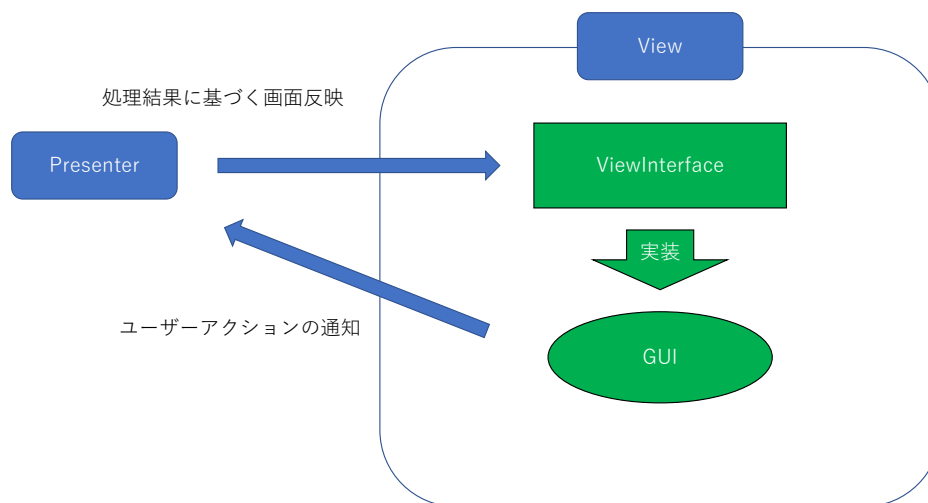 View
処理結果に基づく画面反映
Presenter
ViewInterface
実装
ユーザーアクションの通知
GUI